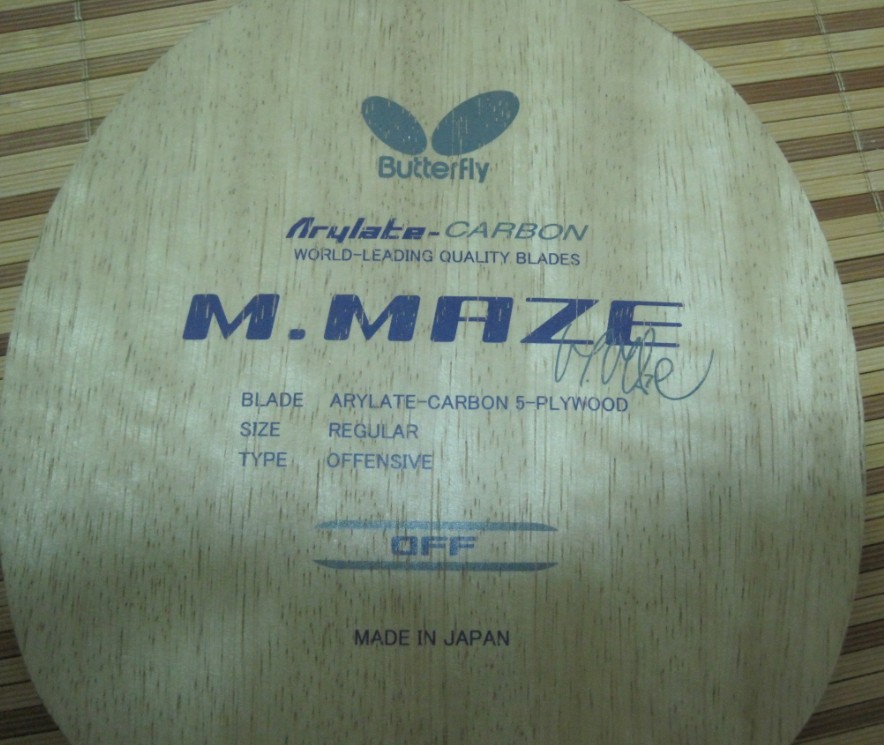 Butterfly
Arylate-CARBON
WORLD-LEADING QUALITY BLADES
M.MAZE
BLADE ARYLATE-CARBON 5-PLYWOOD
SIZE REGULAR
TYPE OFFENSIVE
OFF
MADE IN JAPAN